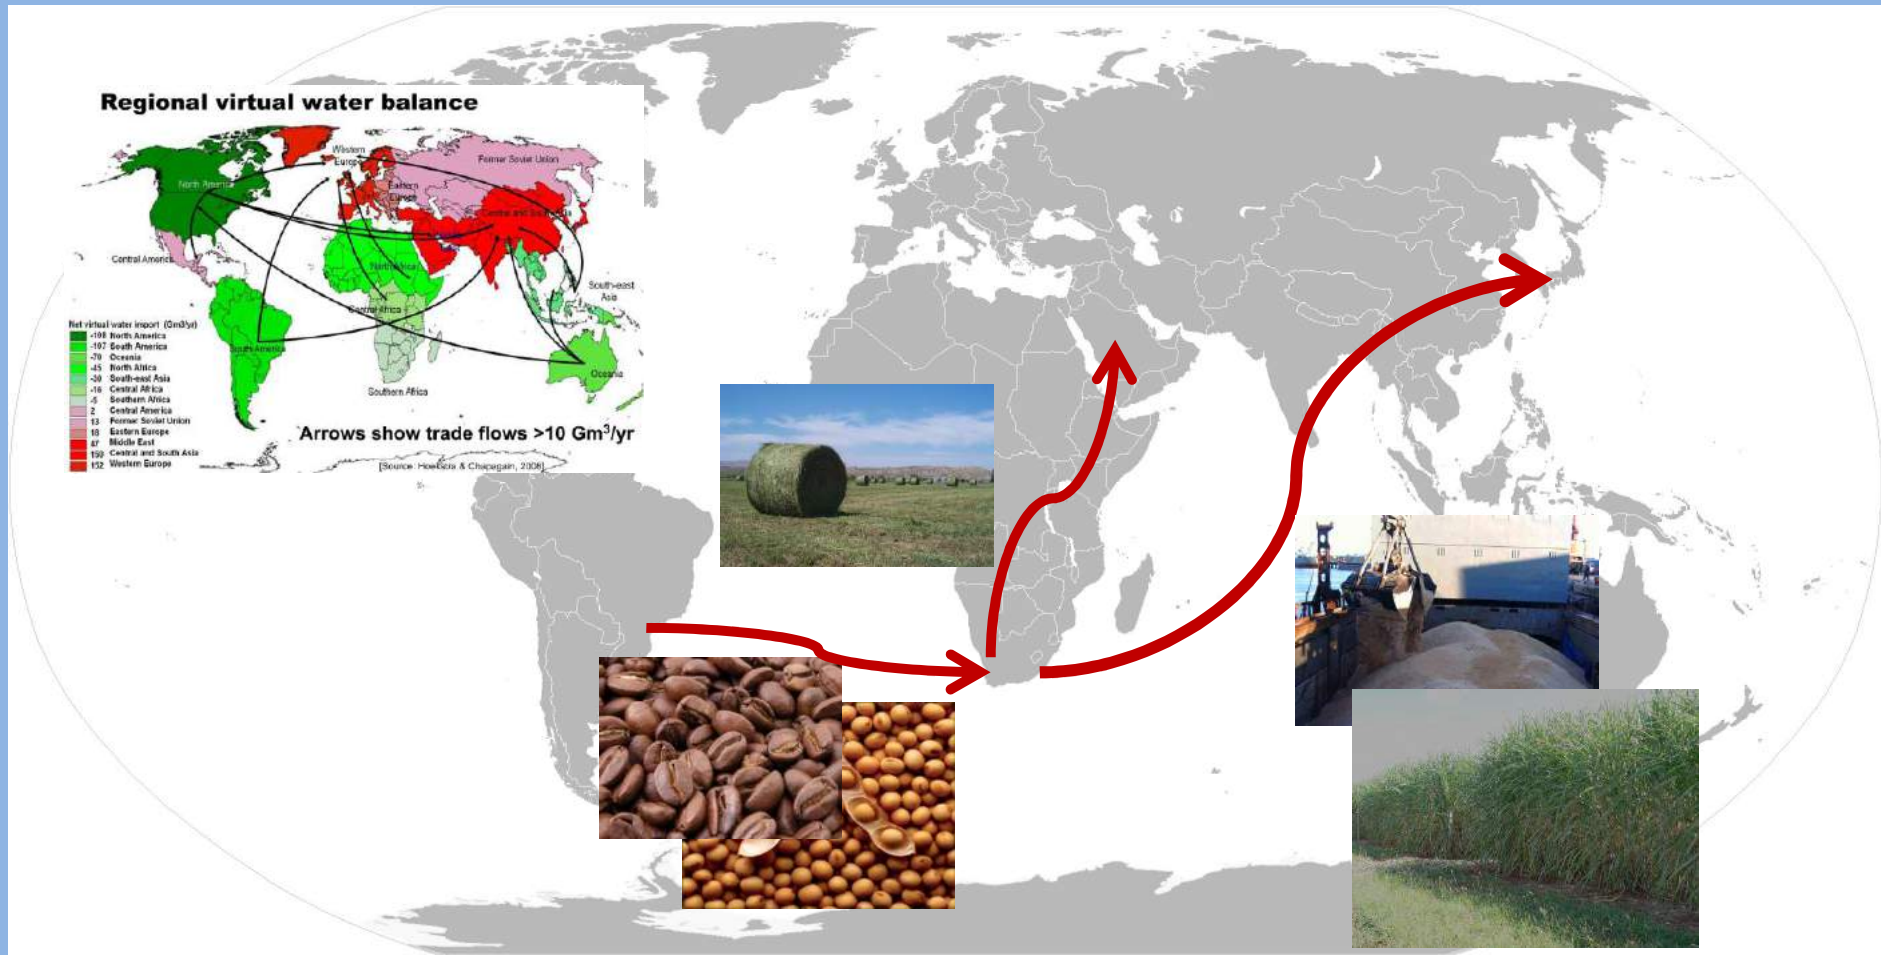 Regional virtual water balance
Western
Europe
Former Soviet Union
North America
Eastern
Europe
Central and South Asia
Central America
North Africa
South-east
Asia
Central Africa
South America
Oceania
Southern Africa
Net virtual water import (Gm3/yr)
-108 North America
-107 South America
-70 Oceania
-45 North Africa
-30 South-east Asia
-16 Central Africa
-5 Southern Africa
2 Central America
13 Former Soviet Union
18 Eastern Europe
47 Middle East
150 Central and South Asia
152 Western Europe
Arrows show trade flows >10 Gm³/yr
[Source: Hoekstra & Chapagain, 2008]